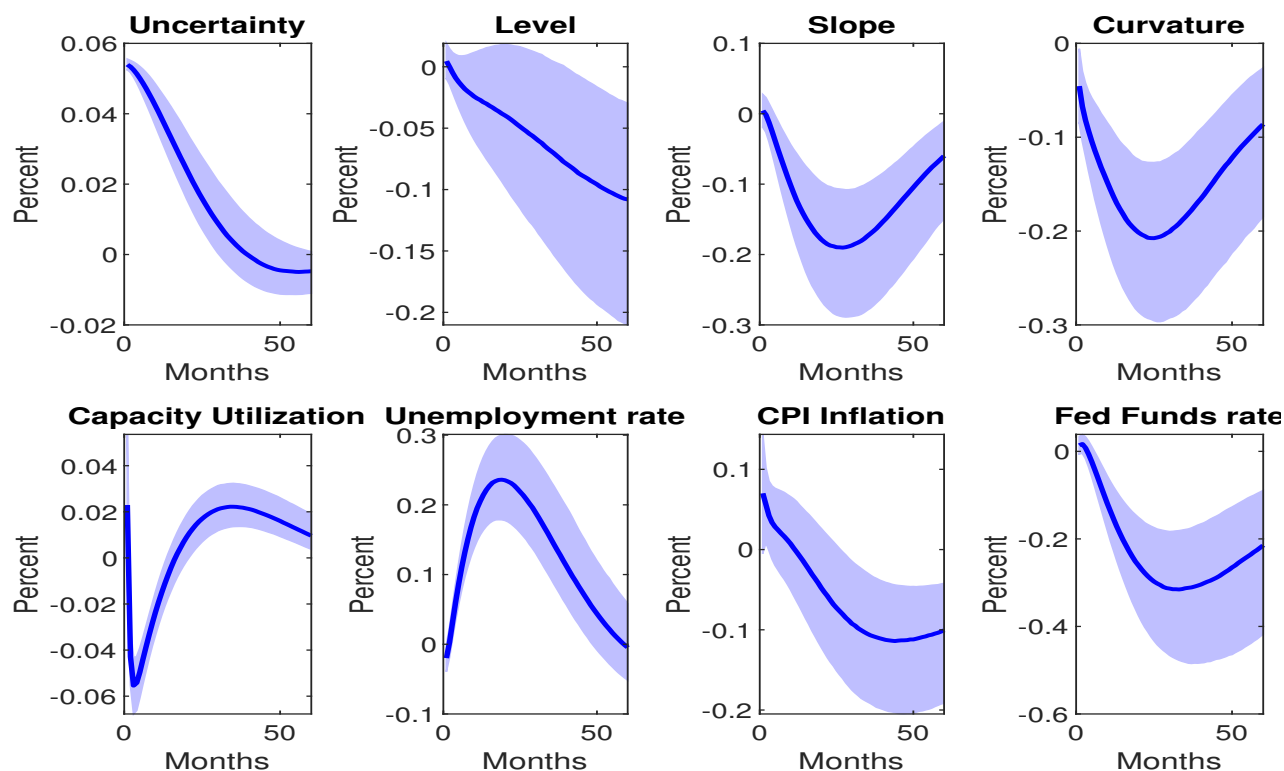 Uncertainty
Percent
0.06
0.04
0.02
0
-0.02
0
50
Months
Level
Percent
0
-0.05
-0.1
-0.15
-0.2
0
50
Months
Slope
Percent
0.1
0
-0.1
-0.2
-0.3
0
50
Months
Curvature
Percent
0
-0.1
-0.2
-0.3
0
50
Months
Capacity Utilization
Percent
0.04
0.02
0
-0.02
-0.04
-0.06
0
50
Months
Unemployment rate
Percent
0.3
0.2
0.1
0
-0.1
0
50
Months
CPI Inflation
Percent
0.1
0
-0.1
-0.2
0
50
Months
Fed Funds rate
Percent
0
-0.2
-0.4
-0.6
0
50
Months